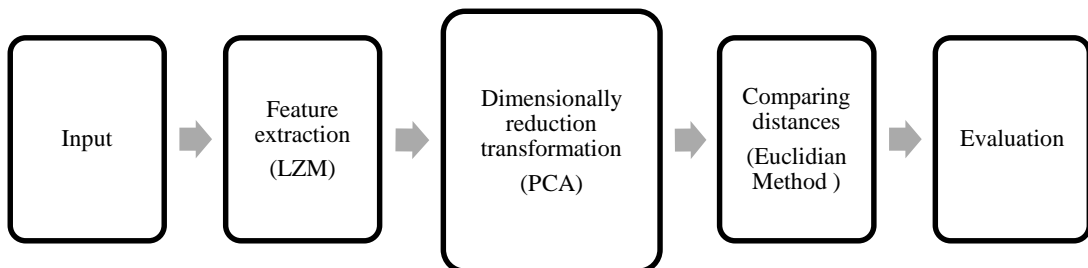 Input
Feature
extraction
(LZM)
Dimensionally
reduction
transformation
(PCA)
Comparing
distances
(Euclidian
Method )
Evaluation